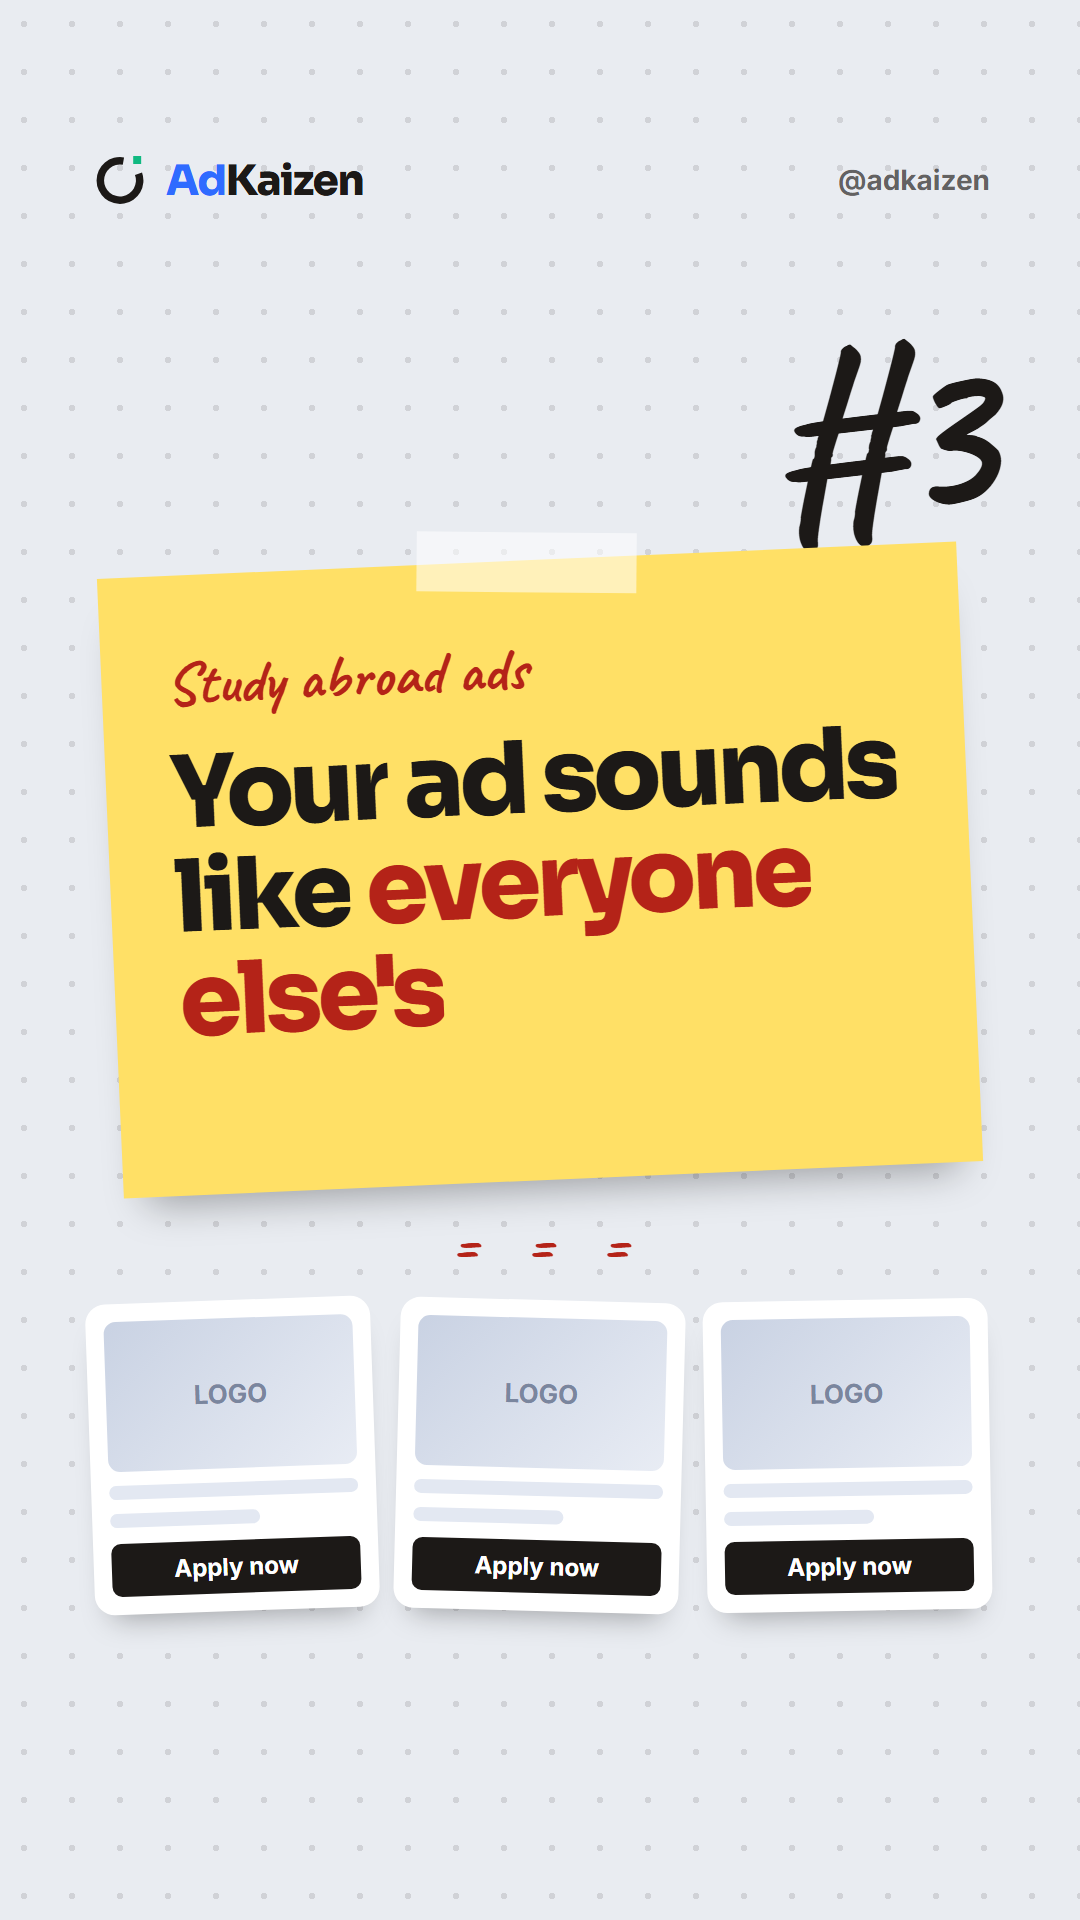 AdKaizen
@adkaizen
#3
Study abroad ads
Your ad sounds
like everyone
else's
= = =
LOGO
LOGO
LOGO
Apply now
Apply now
Apply now